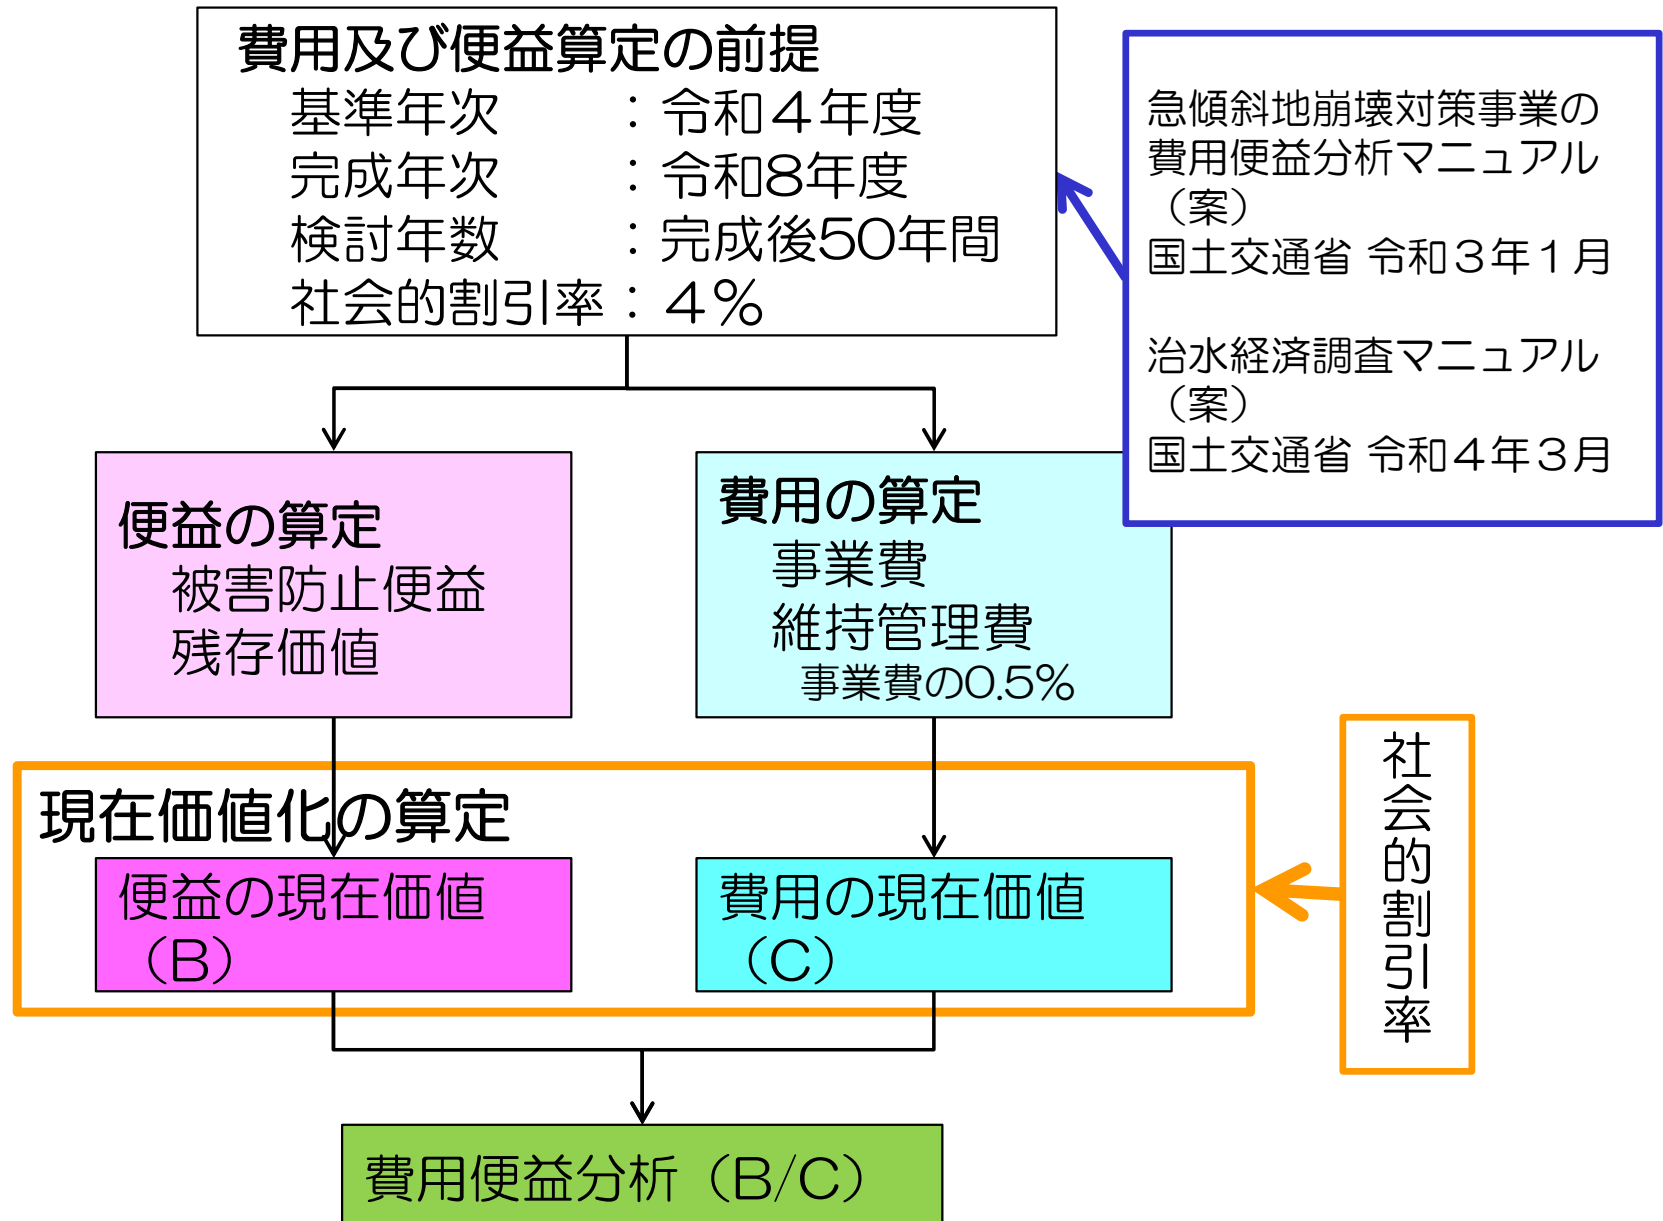 費用及び便益算定の前提
基準年次　　：令和４年度
完成年次　　：令和8年度
検討年数　　：完成後50年間
社会的割引率：４％
急傾斜地崩壊対策事業の
費用便益分析マニュアル
（案）
国土交通省 令和３年１月
治水経済調査マニュアル
（案）
国土交通省 令和４年３月
便益の算定
被害防止便益
残存価値
費用の算定
事業費
維持管理費
事業費の0.5％
現在価値化の算定
便益の現在価値
（B）
費用の現在価値
（C）
社会的割引率
費用便益分析（B/C）